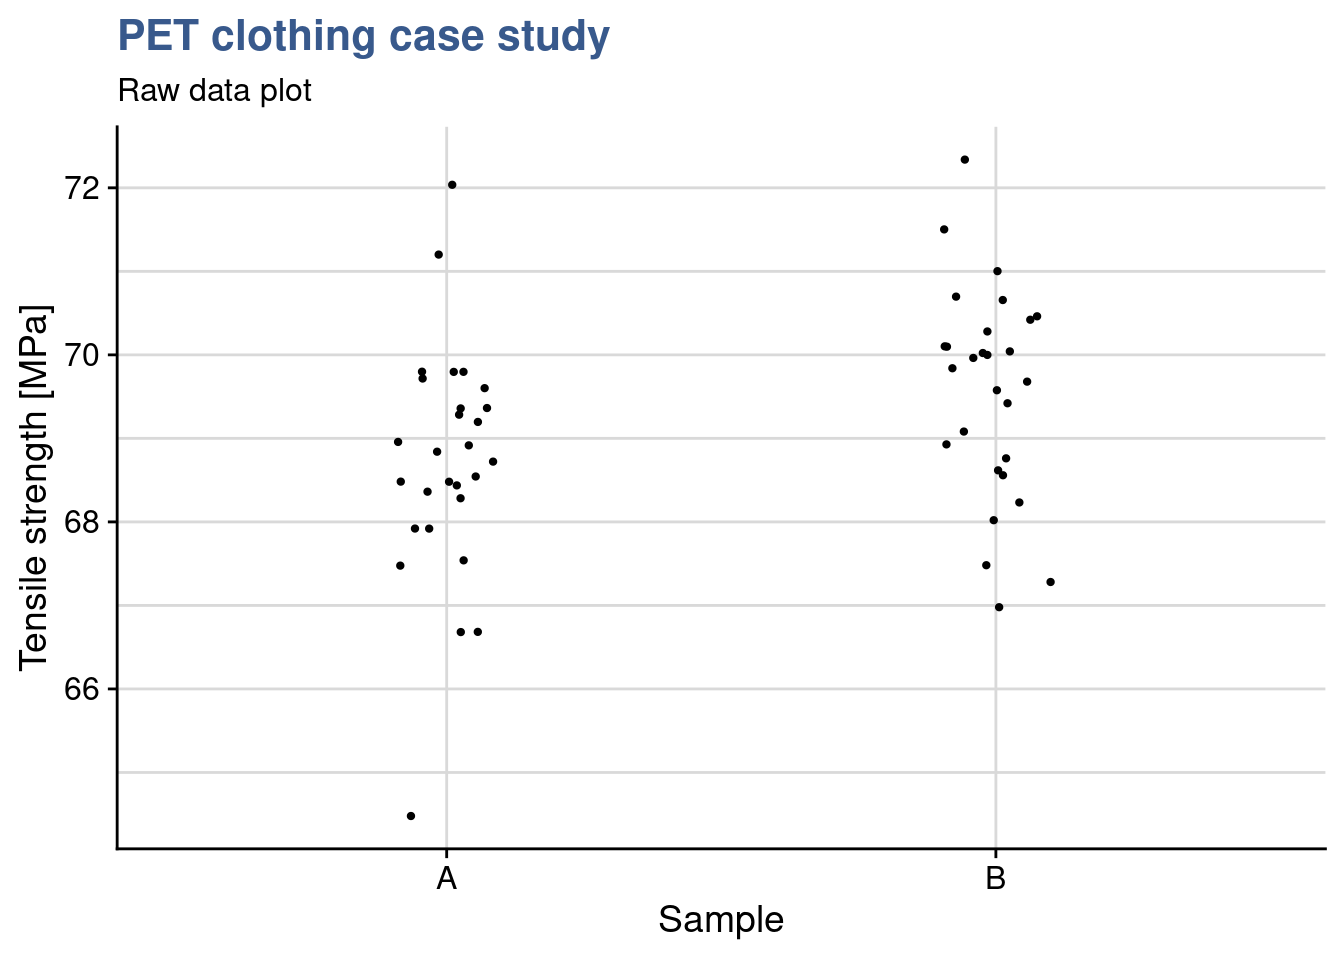 PET clothing case study
Raw data plot
Tensile strength [MPa]
72
70
68
66
A
B
Sample